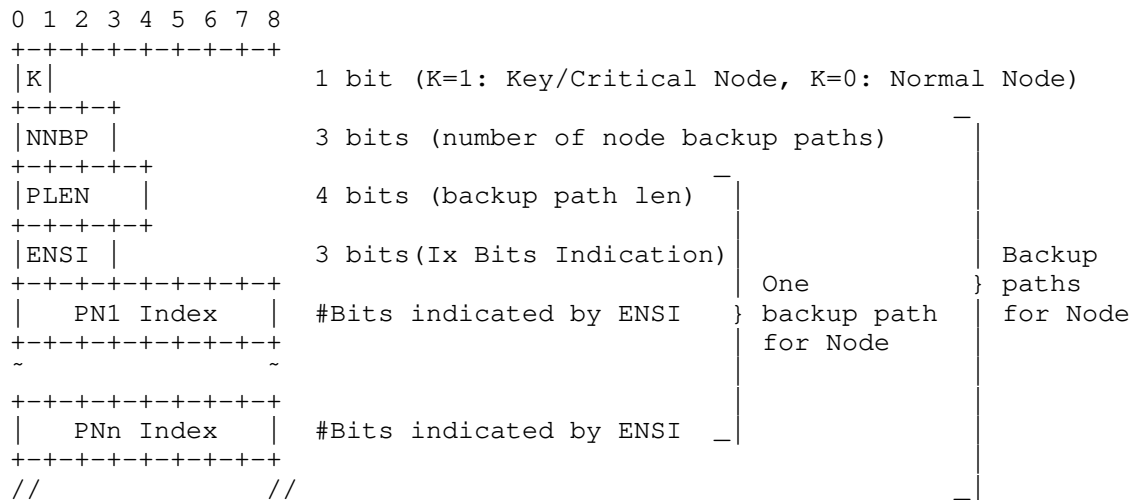 0 1 2 3 4 5 6 7 8
+-+-+-+-+-+-+-+-+
|K|                1 bit (K=1: Key/Critical Node, K=0: Normal Node)
+-+-+-+                                                    _
|NNBP |            3 bits (number of node backup paths)     |
+-+-+-+-+                                   _               |
|PLEN   |          4 bits (backup path len)  |              |
+-+-+-+-+                                    |              |
|ENSI |            3 bits(Ix Bits Indication)|              | Backup
+-+-+-+-+-+-+-+-+                            | One          } paths
|   PN1 Index   |  #Bits indicated by ENSI   } backup path  | for Node
+-+-+-+-+-+-+-+-+                            | for Node     |
~               ~                            |              |
+-+-+-+-+-+-+-+-+                            |              |
|   PNn Index   |  #Bits indicated by ENSI  _|              |
+-+-+-+-+-+-+-+-+                                           |
//              //                                         _|